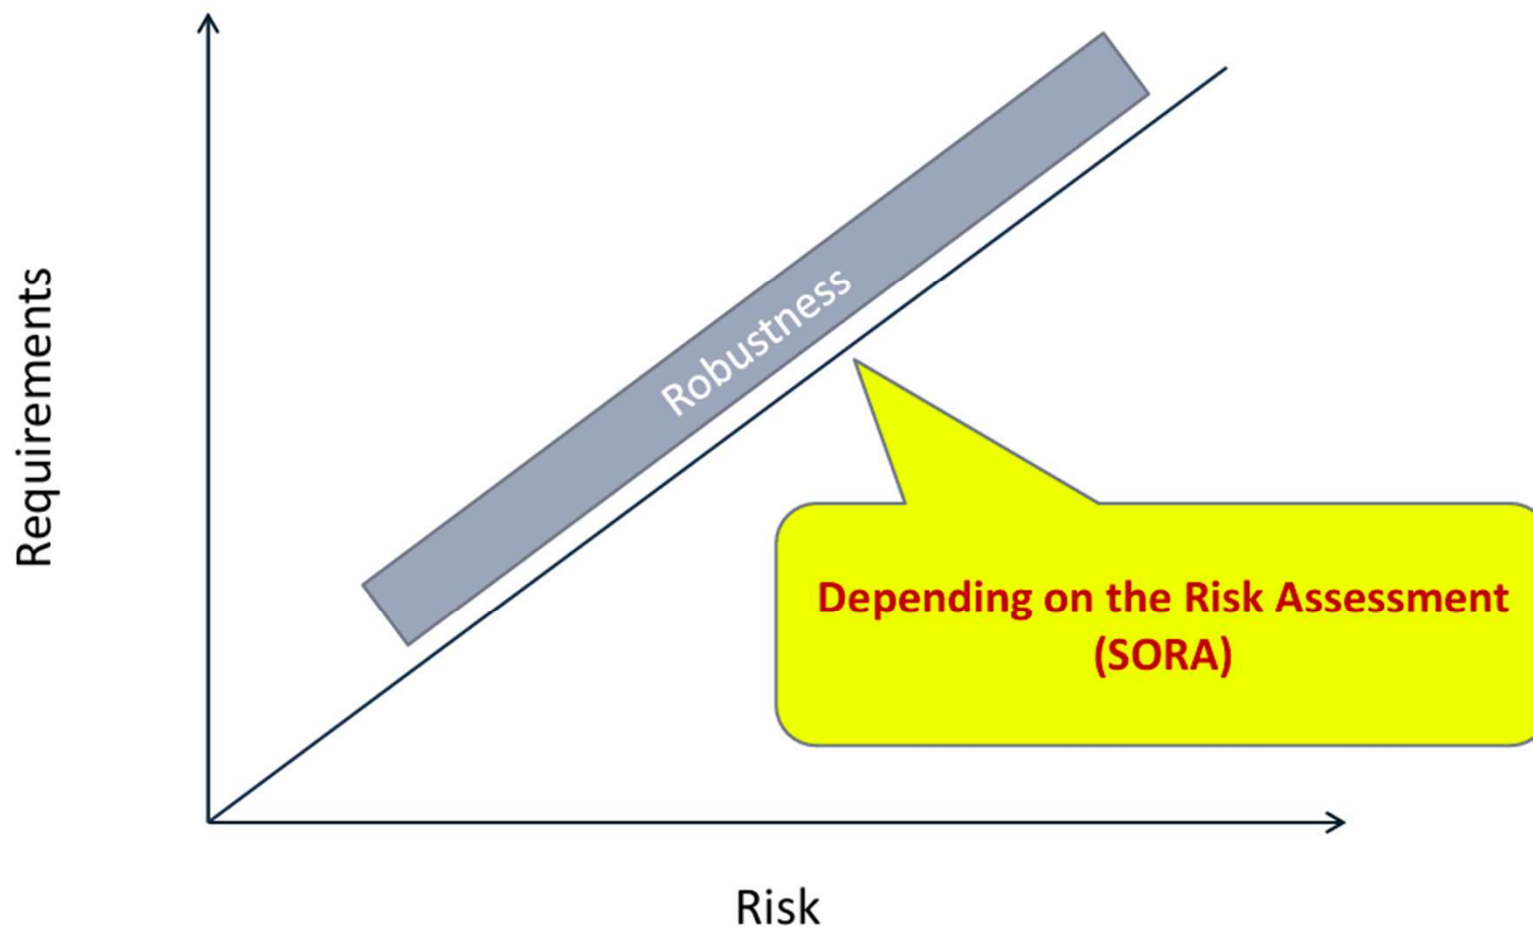 Requirements
Robustness
Depending on the Risk Assessment
(SORA)
Risk